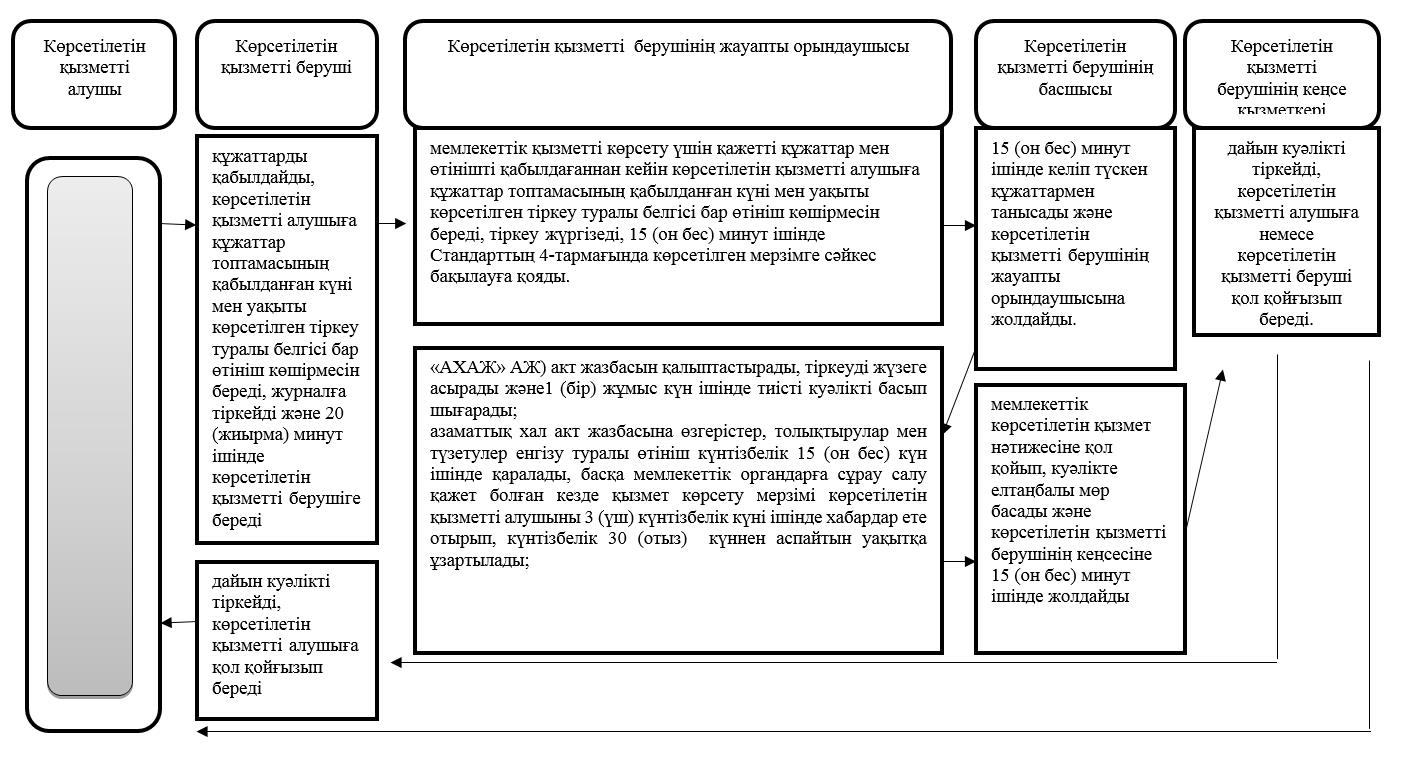 Көрсетілетін
қызметті
алушы
Көрсетілетін
қызметті беруші
Көрсетілетін қызметті берушінің жауапты орындаушысы
Көрсетілетін
қызметті берушінің
басшысы
Көрсетілетін
қызметті
берушінің кеңсе
қызметкері
құжаттарды
қабылдайды,
көрсетілетін
қызметті алушыға
құжаттар
топтамасының
қабылданған күні
мен уақыты
көрсетілген тіркеу
туралы белгісі бар
өтініш көшірмесін
береді, журналға
тіркейді және 20
(жиырма) минут
ішінде
көрсетілетін
қызметті берушіге
береді
дайын куәлікті
тіркейді,
көрсетілетін
қызметті алушыға
қол қойғызып
береді
мемлекеттік қызметті көрсету үшін қажетті құжаттар мен
өтінішті қабылдағаннан кейін көрсетілетін қызметті алушыға
құжаттар топтамасының қабылданған күні мен уақыты
көрсетілген тіркеу туралы белгісі бар өтініш көшірмесін
береді, тіркеу жүргізеді, 15 (он бес) минут ішінде
Стандарттың 4-тармағында көрсетілген мерзімге сәйкес
бақылауға қояды.
«АХАЖ» АЖ) акт жазбасын қалыптастырады, тіркеуді жүзеге
асырады және1 (бір) жұмыс күн ішінде тиісті куәлікті басып
шығарады;
азаматтық хал акт жазбасына өзгерістер, толықтырулар мен
түзетулер енгізу туралы өтініш күнтізбелік 15 (он бес) күн
ішінде қаралады, басқа мемлекеттік органдарға сұрау салу
қажет болған кезде қызмет көрсету мерзімі көрсетілетін
қызметті алушыны 3 (үш) күнтізбелік күні ішінде хабардар ете
отырып, күнтізбелік 30 (отыз) күннен аспайтын уақытқа
ұзартылады;
15 (он бес) минут
ішінде келіп түскен
құжаттармен
танысады және
көрсетілетін
қызметті берушінің
жауапты
орындаушысына
жолдайды.
мемлекеттік
көрсетілетін қызмет
нәтижесіне қол
қойып, куәлікте
елтаңбалы мөр
басады және
көрсетілетін қызметті
берушінің кеңсесіне
15 (он бес) минут
ішінде жолдайды
дайын куәлікті
тіркейді,
көрсетілетін
қызметті алушыға
немесе
көрсетілетін
қызметті беруші
қол қойғызып
береді.